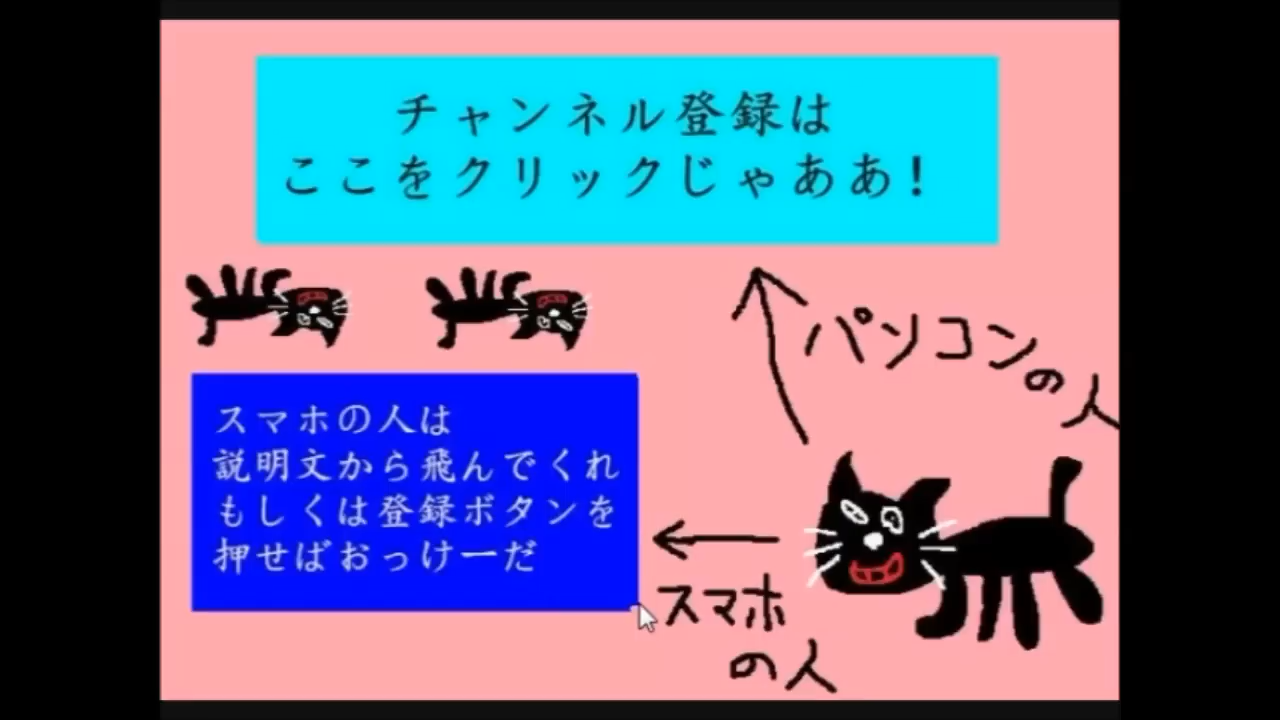 チャンネル登録は
ここをクリックじゃああ!
パソコンの人
スマホの人は
説明文から飛んでくれ
もしくは登録ボタンを
押せばおっけーだ
スマホ
の人